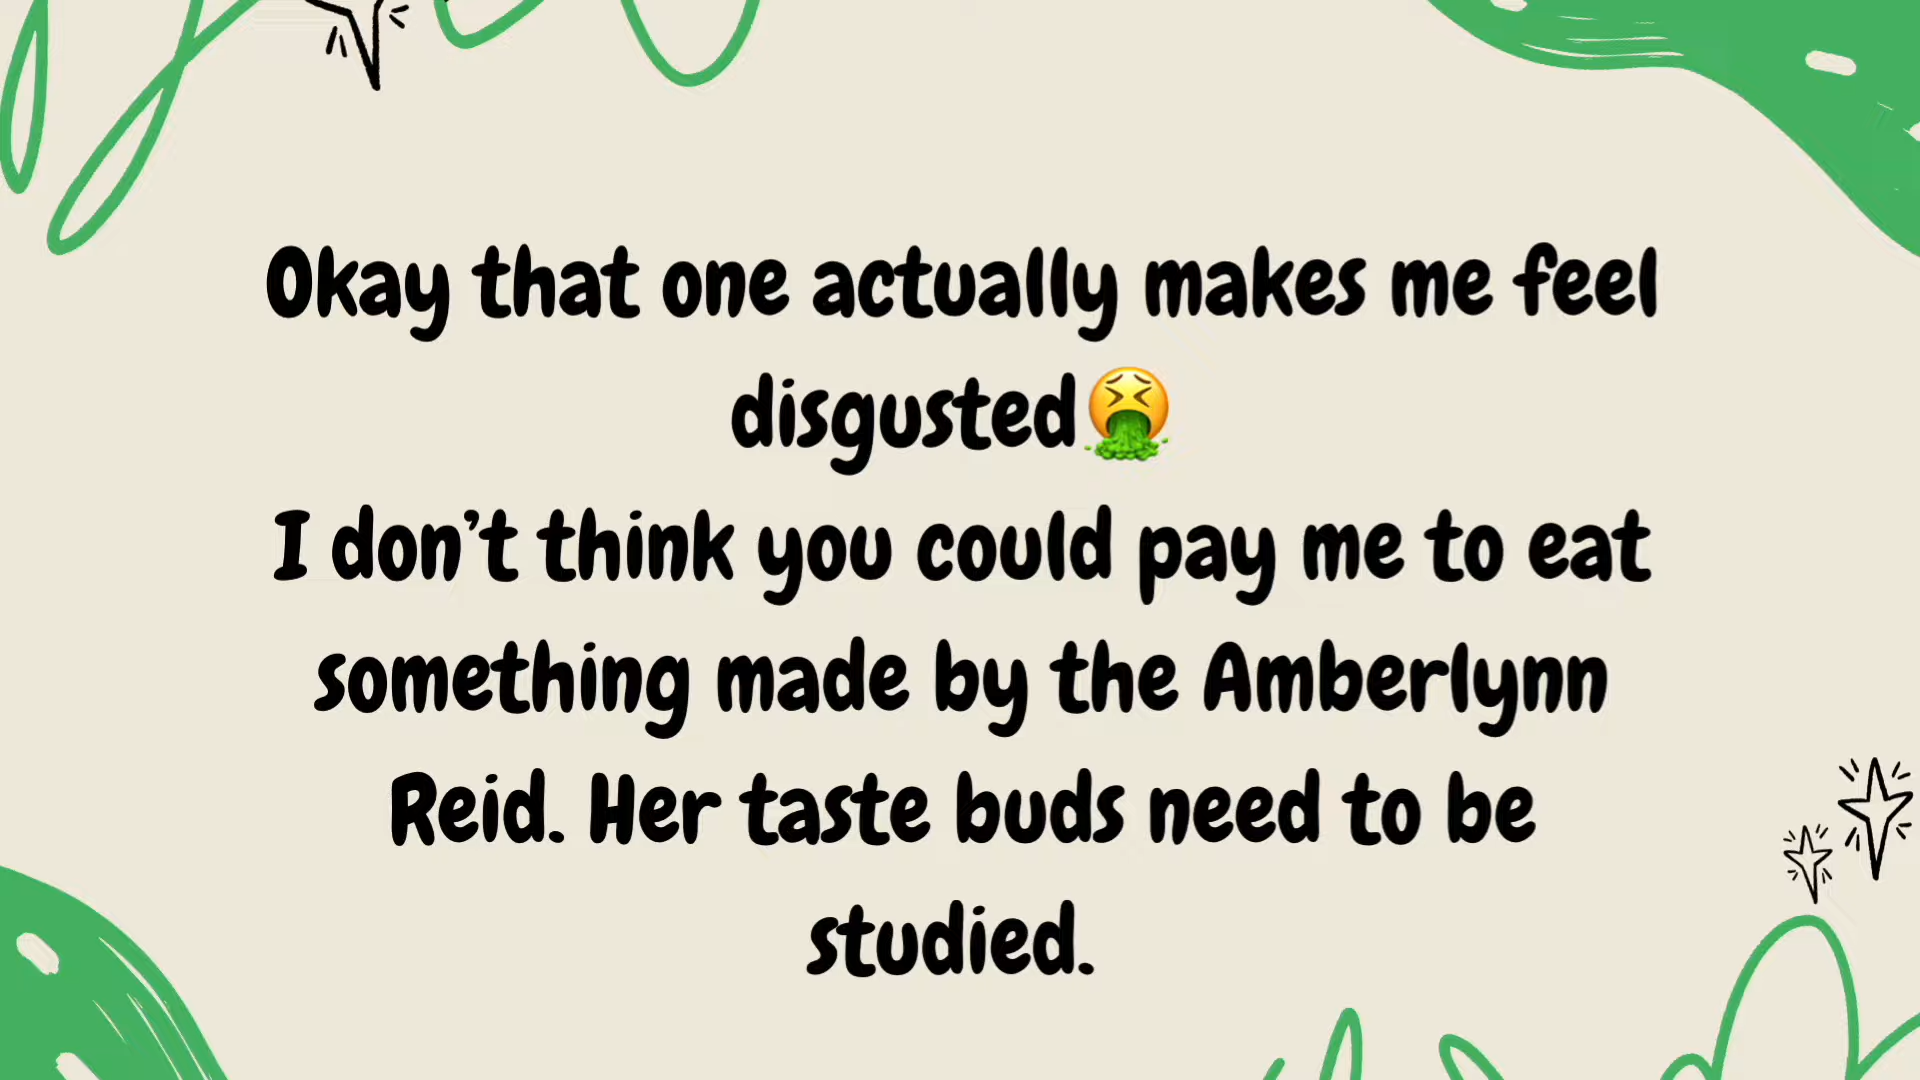 Okay that one actually makes me feel
disgusted🤮
I don’t think you could pay me to eat
something made by the Amberlynn
Reid. Her taste buds need to be
studied.